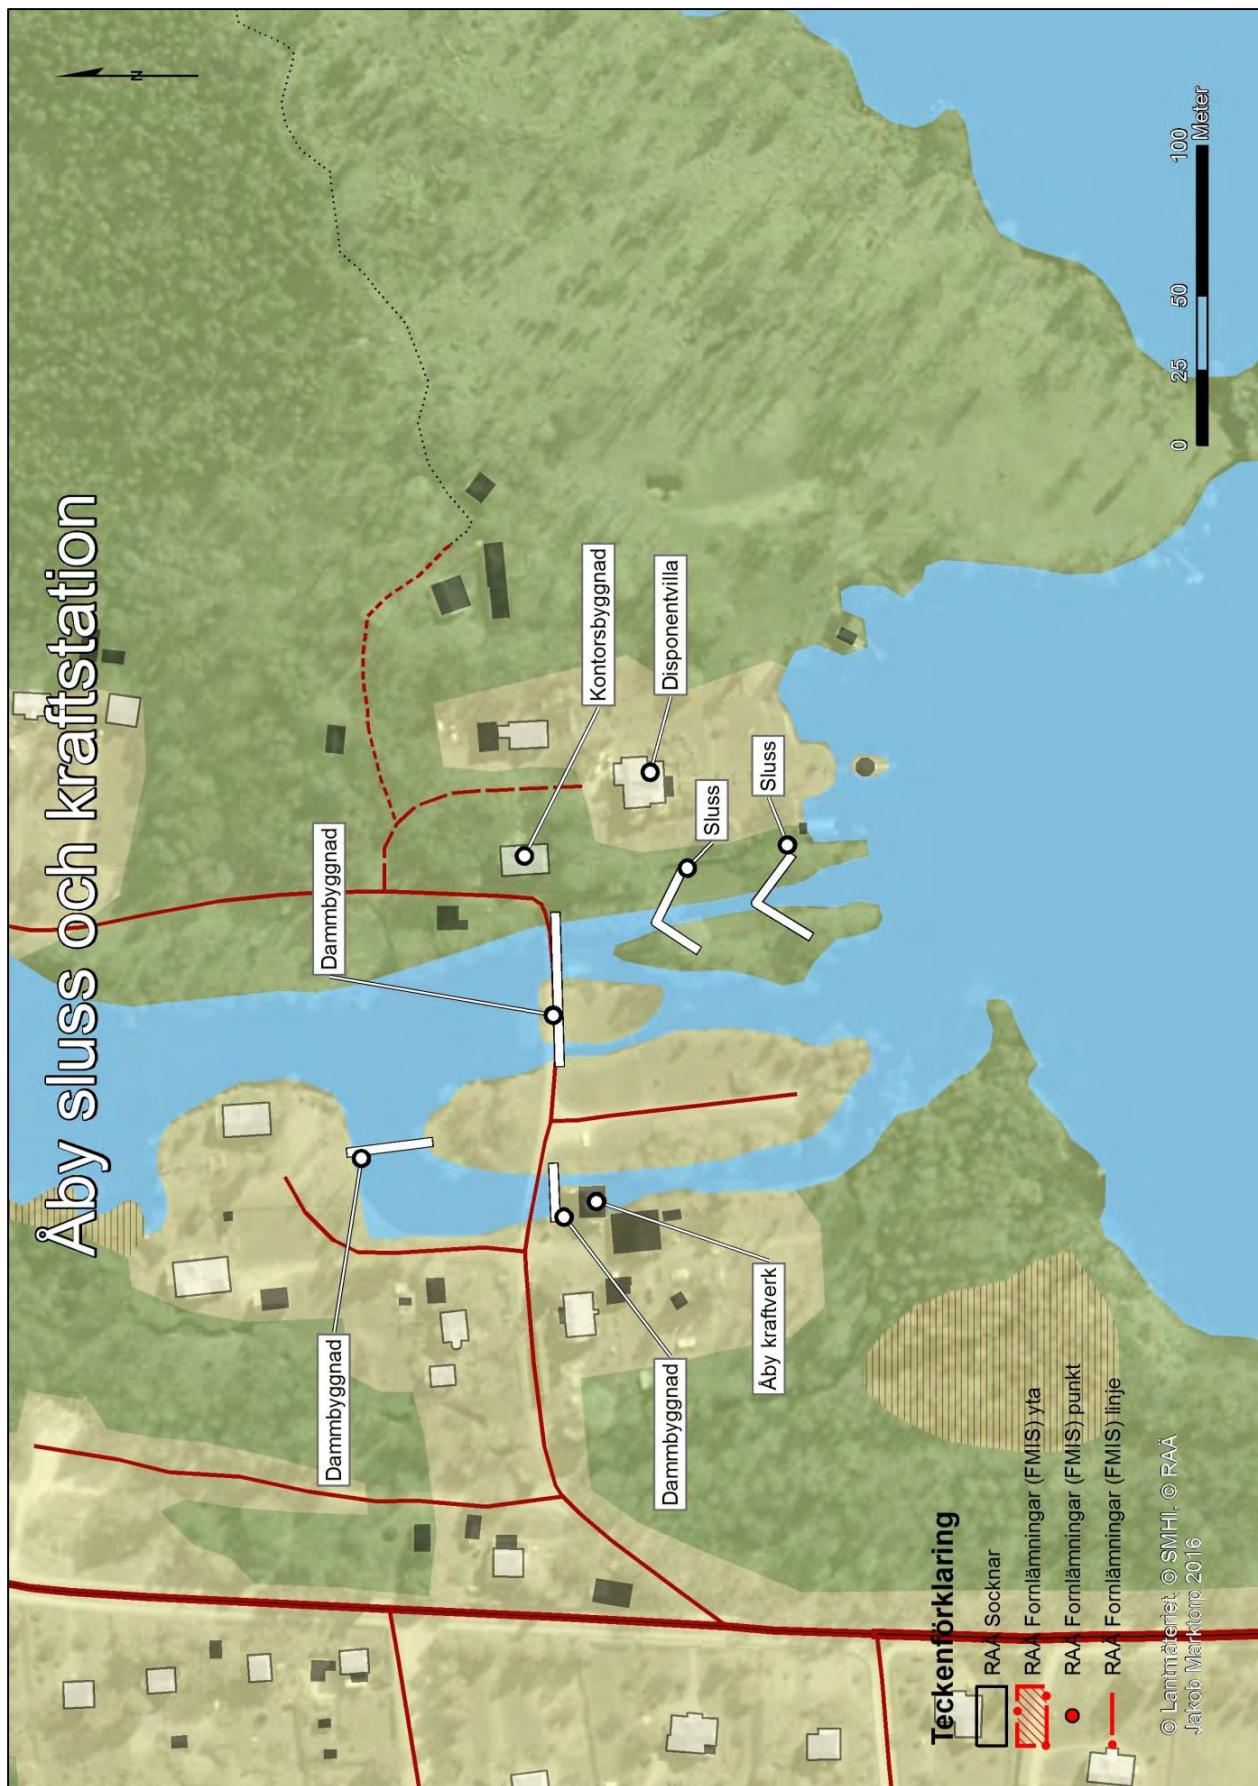 Åby sluss och kraftstation
N
Dammbyggnad
Dammbyggnad
Kontorsbyggnad
Disponentvilla
Sluss
Sluss
Dammbyggnad
Åby kraftverk
Teckenförklaring
RAÄ Socknar
RAÄ Fornlämningar (FMIS) yta
RAÄ Fornlämningar (FMIS) punkt
RAÄ Fornlämningar (FMIS) linje
© Lantmäteriet, © SMHI, © RAÄ
Jakob Marktorp 2016
0 25 50 100
Meter